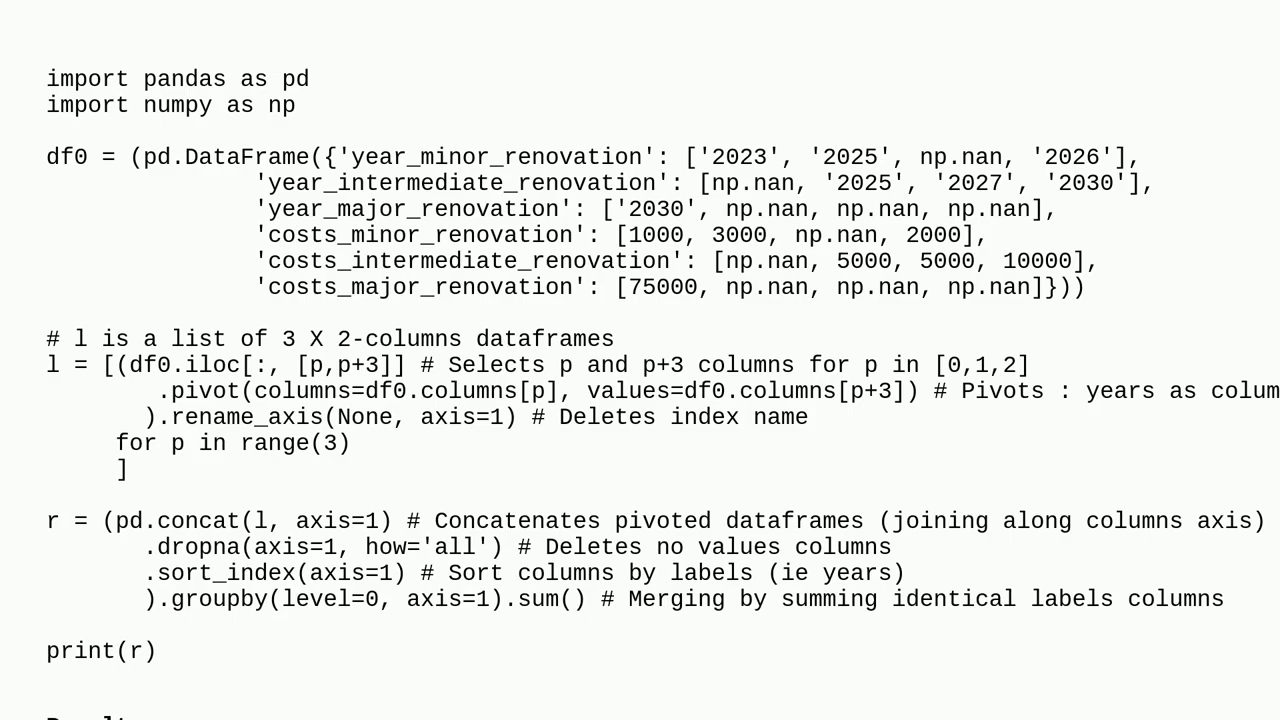 import pandas as pd
import numpy as np
df0 = (pd.DataFrame({'year_minor_renovation': ['2023', '2025', np.nan, '2026'],
'year_intermediate_renovation': [np.nan, '2025', '2027', '2030'],
'year_major_renovation': ['2030', np.nan, np.nan, np.nan],
'costs_minor_renovation': [1000, 3000, np.nan, 2000],
'costs_intermediate_renovation': [np.nan, 5000, 5000, 10000],
'costs_major_renovation': [75000, np.nan, np.nan, np.nan]}))
# l is a list of 3 X 2-columns dataframes
l = [(df0.iloc[:, [p,p+3]] # Selects p and p+3 columns for p in [0,1,2]
.pivot(columns=df0.columns[p], values=df0.columns[p+3]) # Pivots : years as colum
).rename_axis(None, axis=1) # Deletes index name
for p in range(3)
]
r = (pd.concat(l, axis=1) # Concatenates pivoted dataframes (joining along columns axis)
.dropna(axis=1, how='all') # Deletes no values columns
.sort_index(axis=1) # Sort columns by labels (ie years)
).groupby(level=0, axis=1).sum() # Merging by summing identical labels columns
print(r)